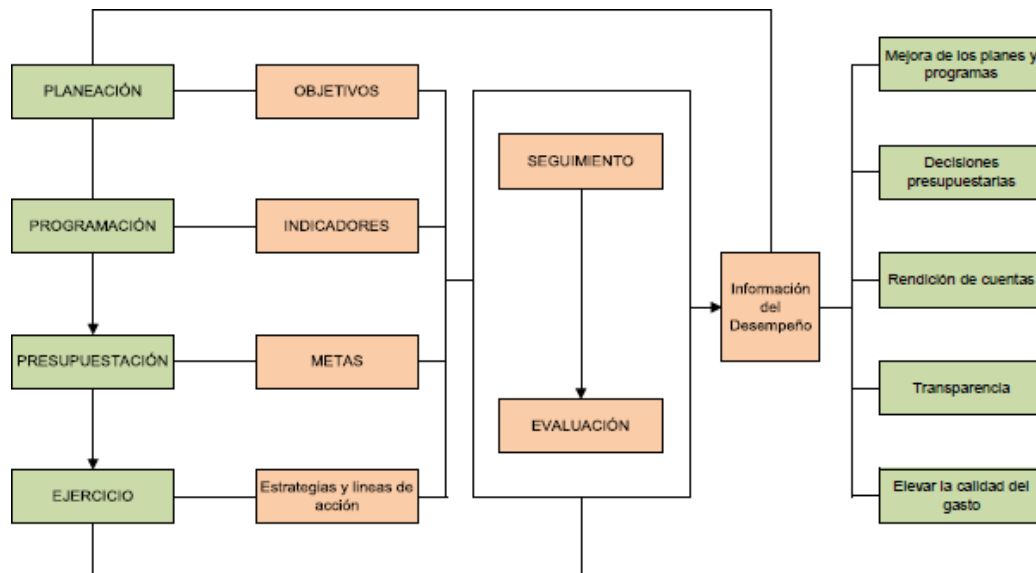 PLANEACIÓN
OBJETIVOS
PROGRAMACIÓN
INDICADORES
PRESUPUESTACIÓN
METAS
EJERCICIO
Estrategias y lineas de
acción
SEGUIMIENTO
EVALUACIÓN
Información
del
Desempeño
Mejora de los planes y
programas
Decisiones
presupuestarias
Rendición de cuentas
Transparencia
Elevar la calidad del
gasto